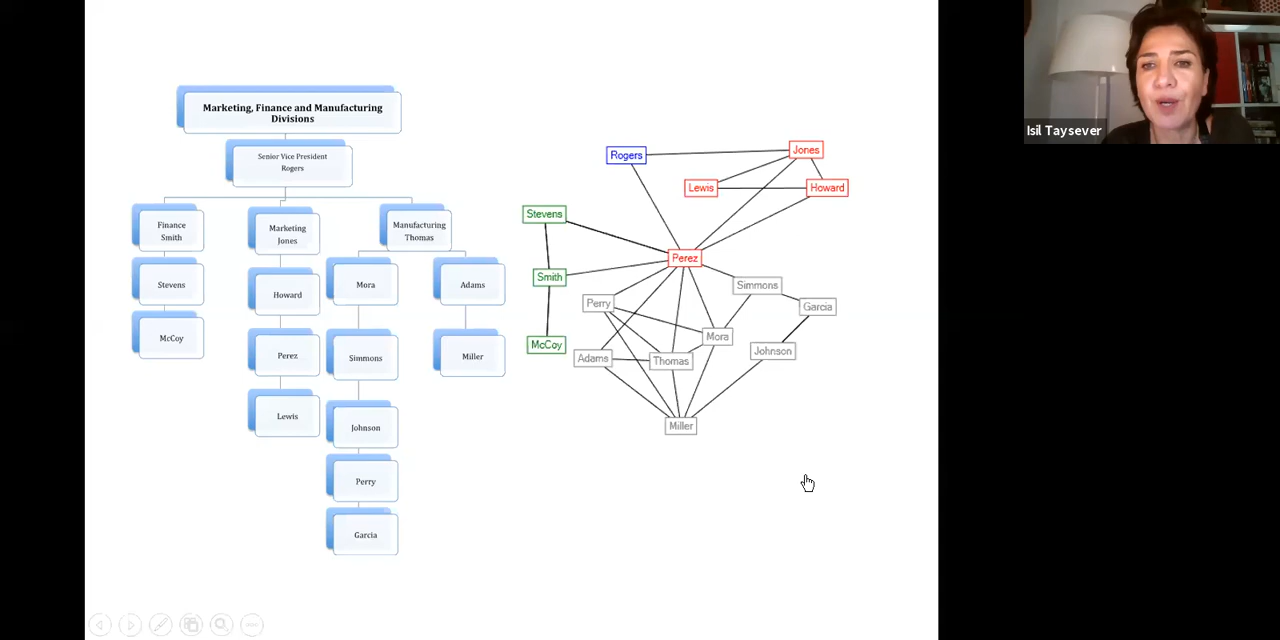 Marketing, Finance and Manufacturing
Divisions
Senior Vice President
Rogers
Finance
Smith
Marketing
Jones
Manufacturing
Thomas
Stevens
Howard
Mora
Adams
McCoy
Perez
Simmons
Miller
Lewis
Johnson
Perry
Garcia
Rogers
Jones
Lewis
Howard
Stevens
Perez
Smith
Simmons
Perry
Garcia
Mora
McCoy
Adams
Thomas
Johnson
Miller
Isil Taysever